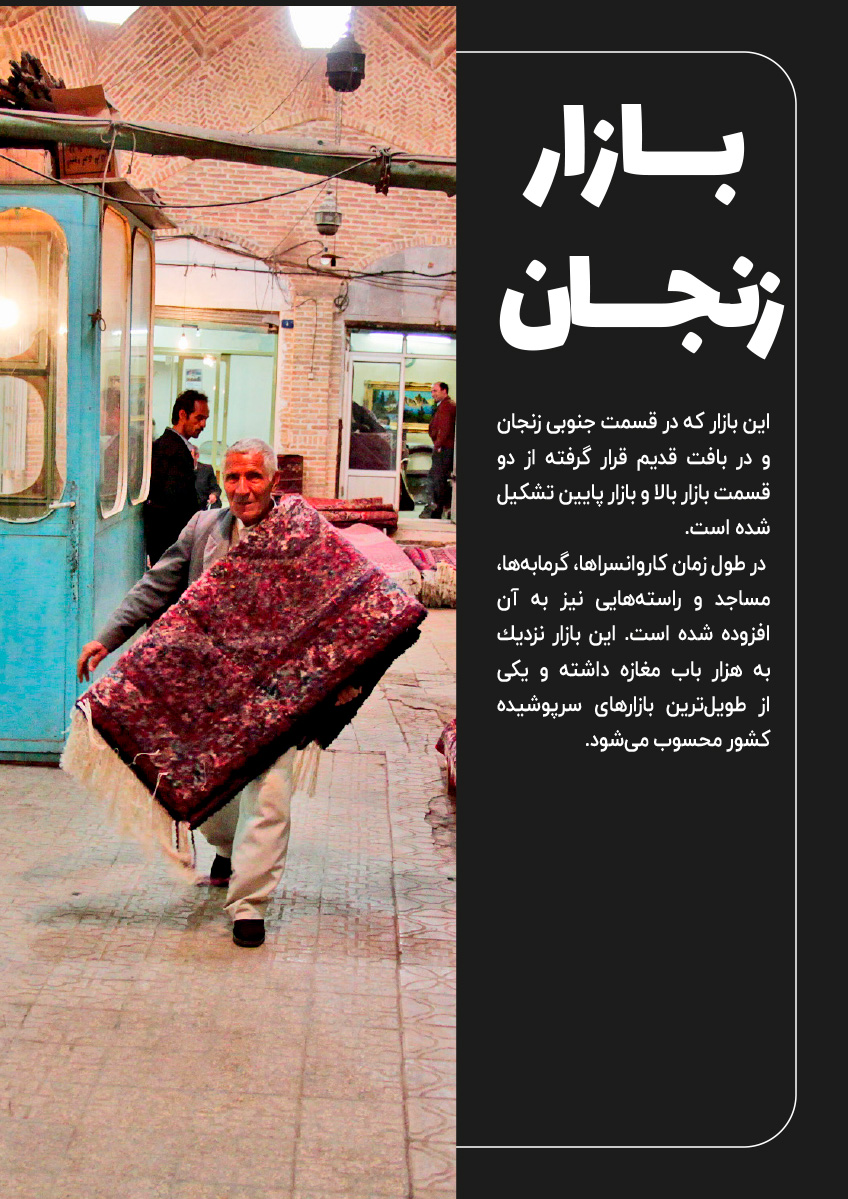 بـــازار
زنجـــان
این بازار که در قسمت جنوبی زنجان
و در بافت قدیم قرار گرفته از دو
قسمت بازار بالا و بازار پایین تشکیل
شده است.
در طول زمان کاروانسراها، گرمابه‌ها،
مساجد و راسته‌هایی نیز به آن
افزوده شده است. این بازار نزدیك
به هزار باب مغازه داشته و یکی
از طویل‌ترین بازارهای سرپوشیده
کشور محسوب می‌شود.